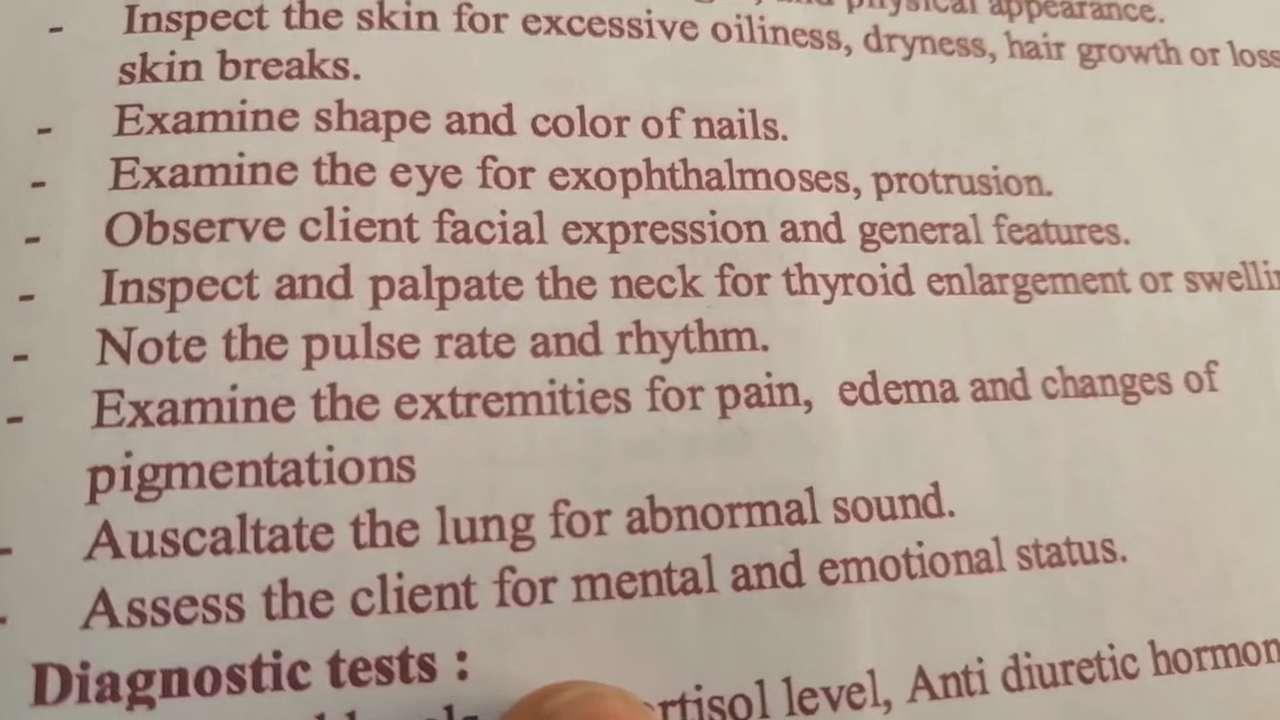 physical appearance.
- Inspect the skin for excessive oiliness, dryness, hair growth or loss
skin breaks.
- Examine shape and color of nails.
- Examine the eye for exophthalmoses, protrusion.
- Observe client facial expression and general features.
- Inspect and palpate the neck for thyroid enlargement or
- Note the pulse rate and rhythm.
- Examine the extremities for pain, edema and changes of
pigmentations
- Auscaltate the lung for abnormal sound.
- Assess the client for mental and emotional status.
Diagnostic tests :
level, Anti diuretic